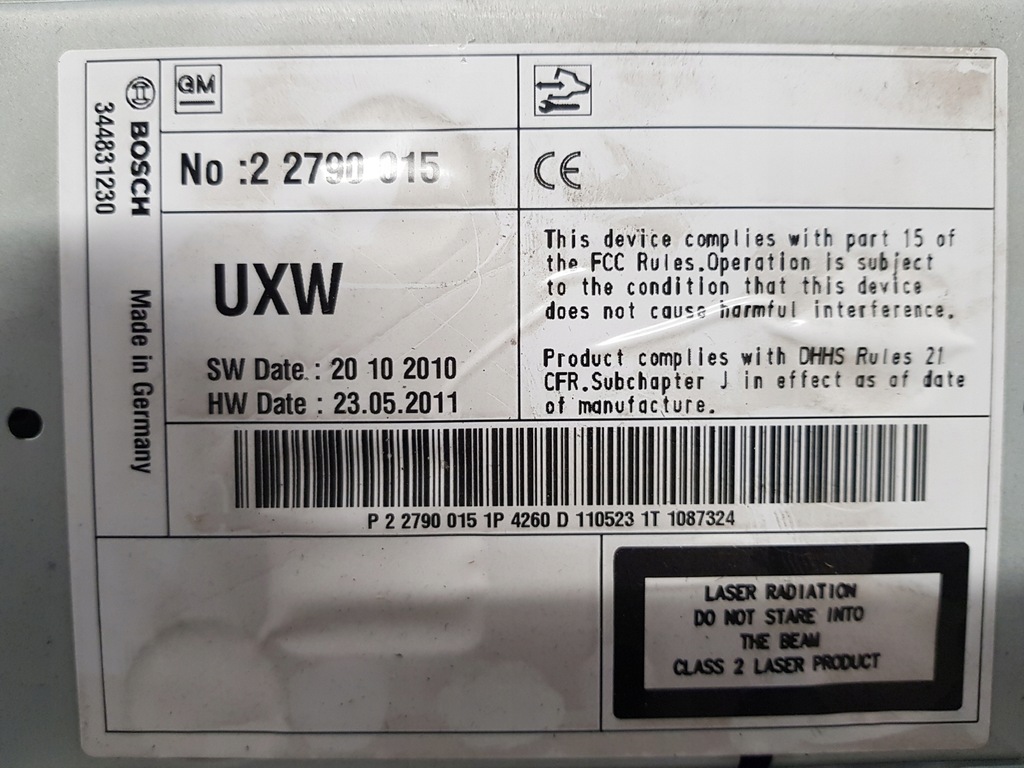 BOSCH
344831230
Made in Germany
GM
No :2 2790 015
CE
UXW
SW Date : 20 10 2010
HW Date : 23.05.2011
This device complies with part 15 of
the FCC Rules.Operation is subject
to the condition that this device
does not cause harmful interference.
Product complies with DHHS Rules 21
CFR.Subchapter J in effect as of date
of manufacture.
P 2 2790 015 1P 4260 D 110523 1T 1087324
LASER RADIATION
DO NOT STARE INTO
THE BEAM
CLASS 2 LASER PRODUCT